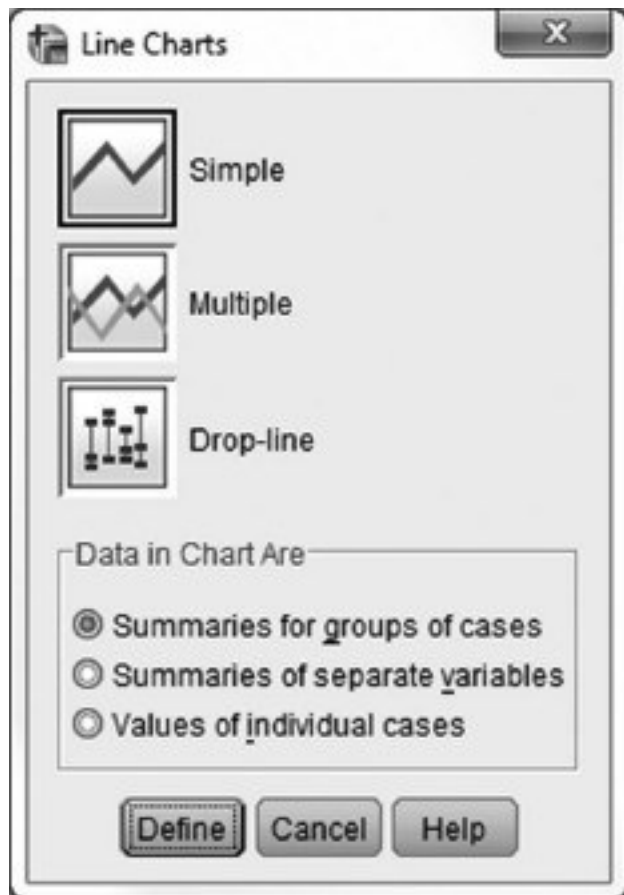 Line Charts
Simple
Multiple
Drop-line
Data in Chart Are
Summaries for groups of cases
Summaries of separate variables
Values of individual cases
Define Cancel Help